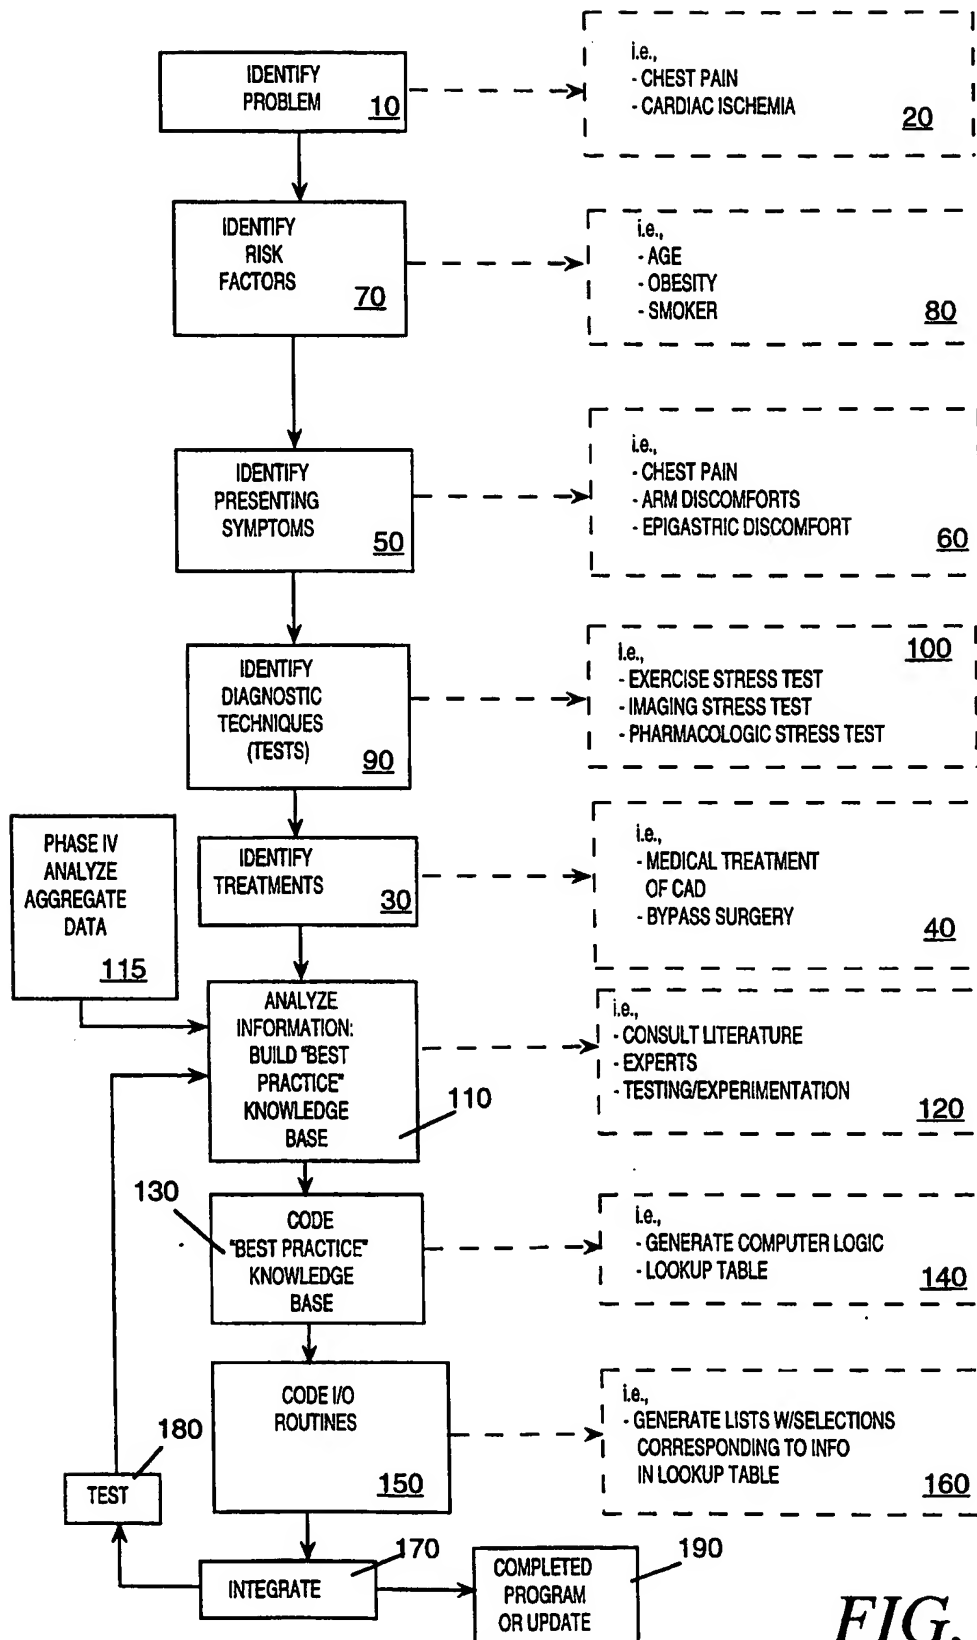 IDENTIFY
PROBLEM
10
i.e.,
- CHEST PAIN
- CARDIAC ISCHEMIA
20
IDENTIFY
RISK
FACTORS
70
i.e.,
- AGE
- OBESITY
- SMOKER
80
IDENTIFY
PRESENTING
SYMPTOMS
50
i.e.,
- CHEST PAIN
- ARM DISCOMFORTS
- EPIGASTRIC DISCOMFORT
60
IDENTIFY
DIAGNOSTIC
TECHNIQUES
(TESTS)
90
100
i.e.,
- EXERCISE STRESS TEST
- IMAGING STRESS TEST
- PHARMACOLOGIC STRESS TEST
PHASE IV
ANALYZE
AGGREGATE
DATA
115
IDENTIFY
TREATMENTS
30
i.e.,
- MEDICAL TREATMENT
OF CAD
- BYPASS SURGERY
40
ANALYZE
INFORMATION:
BUILD "BEST
PRACTICE"
KNOWLEDGE
BASE
110
i.e.,
- CONSULT LITERATURE
- EXPERTS
- TESTING/EXPERIMENTATION
120
130
CODE
"BEST PRACTICE"
KNOWLEDGE
BASE
i.e.,
- GENERATE COMPUTER LOGIC
- LOOKUP TABLE
140
CODE I/O
ROUTINES
150
i.e.,
- GENERATE LISTS W/SELECTIONS
CORRESPONDING TO INFO
IN LOOKUP TABLE
160
180
TEST
170
INTEGRATE
190
COMPLETED
PROGRAM
OR UPDATE
FIG.